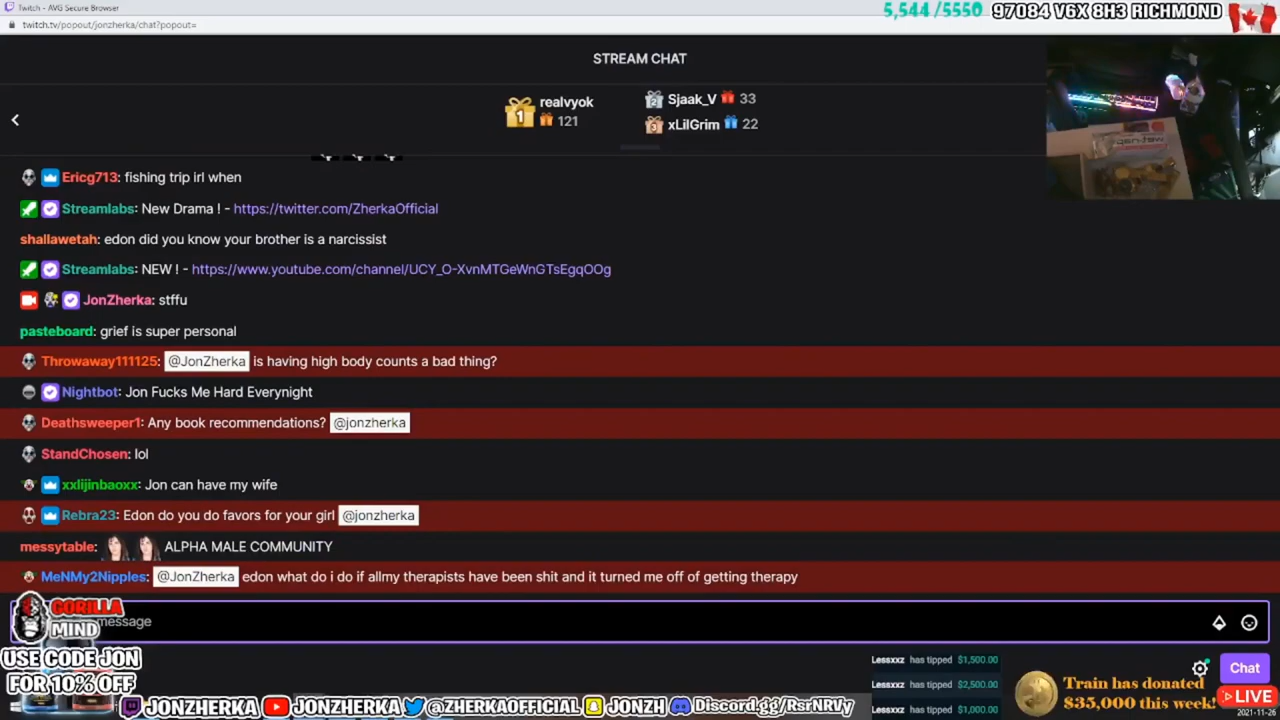 Twitch - AVG Secure Browser
twitch.tv/popout/jonzherka/chat?popout=
5,544 /5550
97084 V6X 8H3 RICHMOND
STREAM CHAT
1 realvyok 121
2 Sjaak_V 33
3 xLilGrim 22
Ericg713: fishing trip irl when
Streamlabs: New Drama ! - https://twitter.com/ZherkaOfficial
shallawetah: edon did you know your brother is a narcissist
Streamlabs: NEW ! - https://www.youtube.com/channel/UCY_O-XvnMTGeWnGTsEgqOOg
JonZherka: stffu
pasteboard: grief is super personal
Throwaway111125: @JonZherka is having high body counts a bad thing?
Nightbot: Jon Fucks Me Hard Everynight
Deathsweeper1: Any book recommendations? @jonzherka
StandChosen: lol
xxlijinbaoxx: Jon can have my wife
Rebra23: Edon do you do favors for your girl @jonzherka
messytable: ALPHA MALE COMMUNITY
MeNMy2Nipples: @JonZherka edon what do i do if allmy therapists have been shit and it turned me off of getting therapy
GORILLA
MIND
message
USE CODE JON
FOR 10% OFF
Lessxxz has tipped $1,500.00
Lessxxz has tipped $2,500.00
Lessxxz has tipped $1,000.00
Chat
Train has donated
$35,000 this week!
LIVE
2021-11-26
JONZHERKA JONZHERKA @ZHERKAOFFICIAL JONZH Discord.gg/RsrNRVy